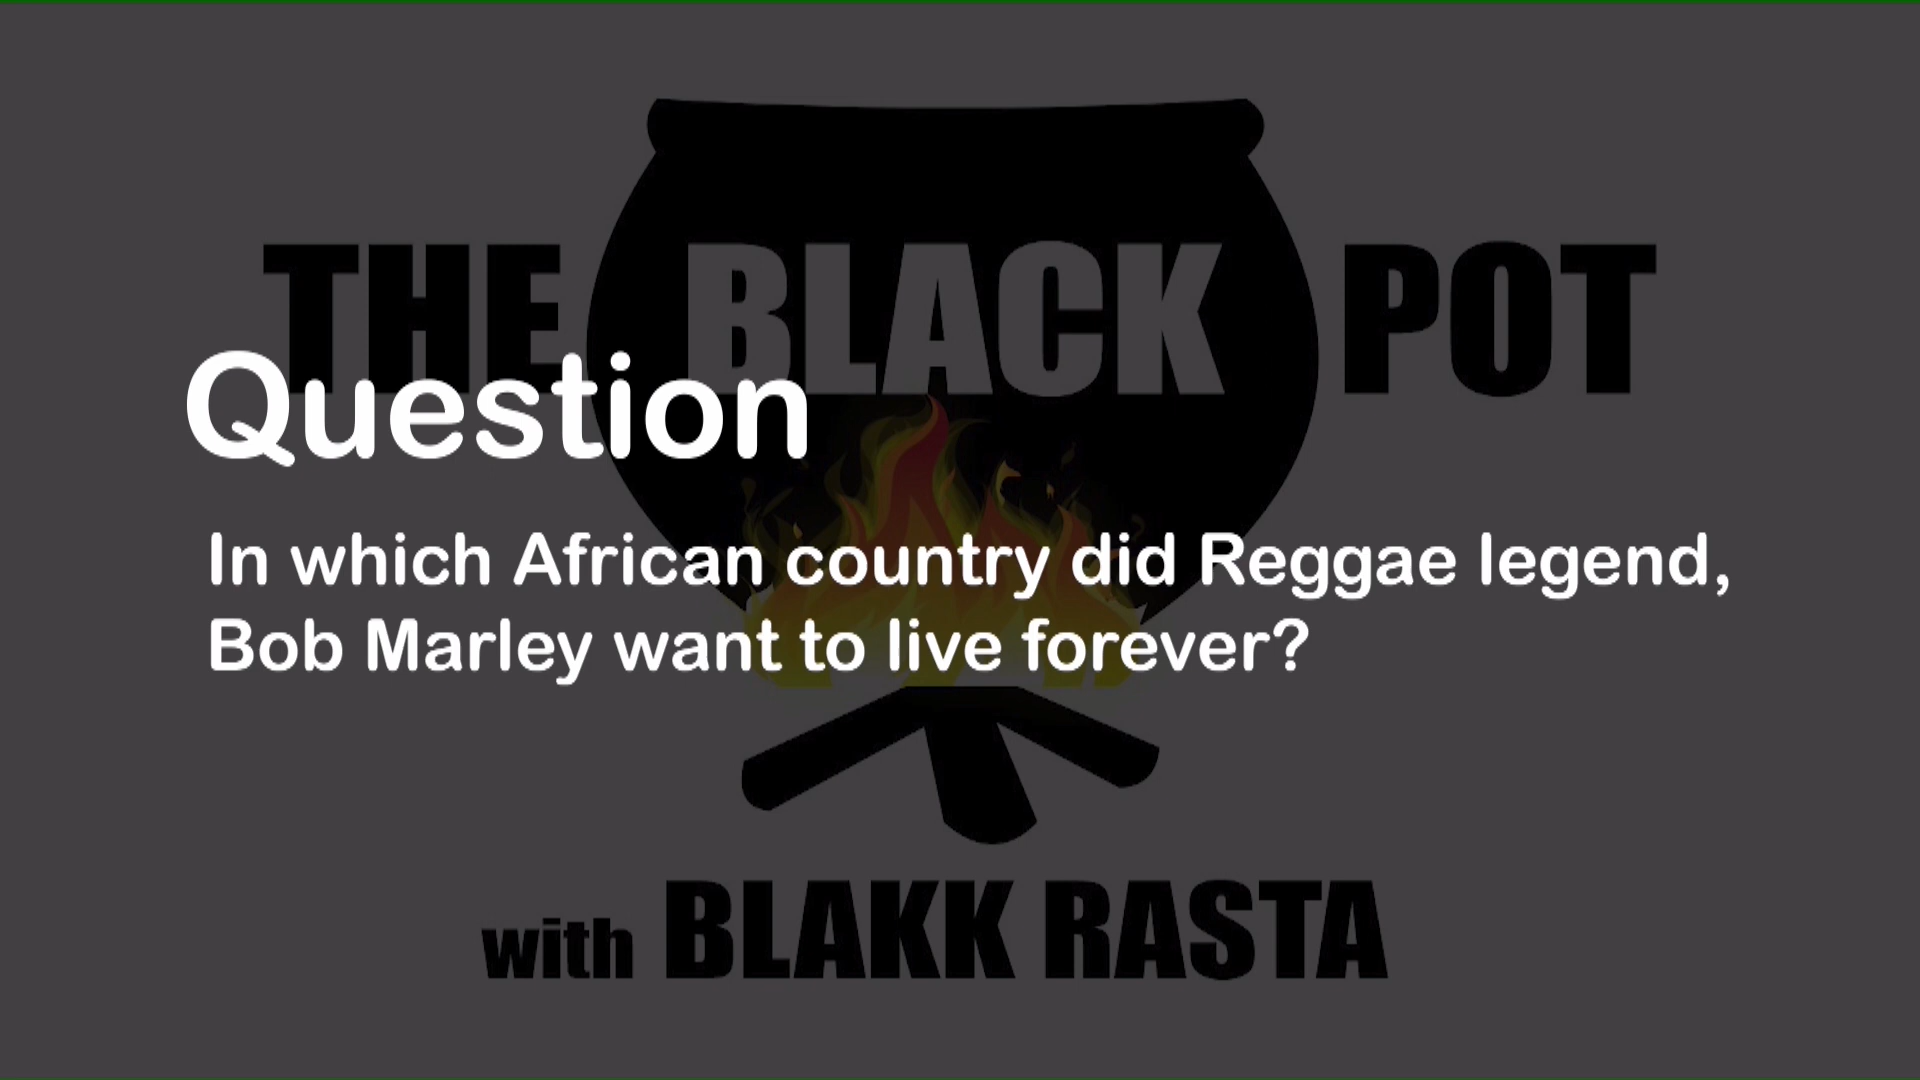 THE BLACK POT
Question
In which African country did Reggae legend,
Bob Marley want to live forever?
with BLAKK RASTA